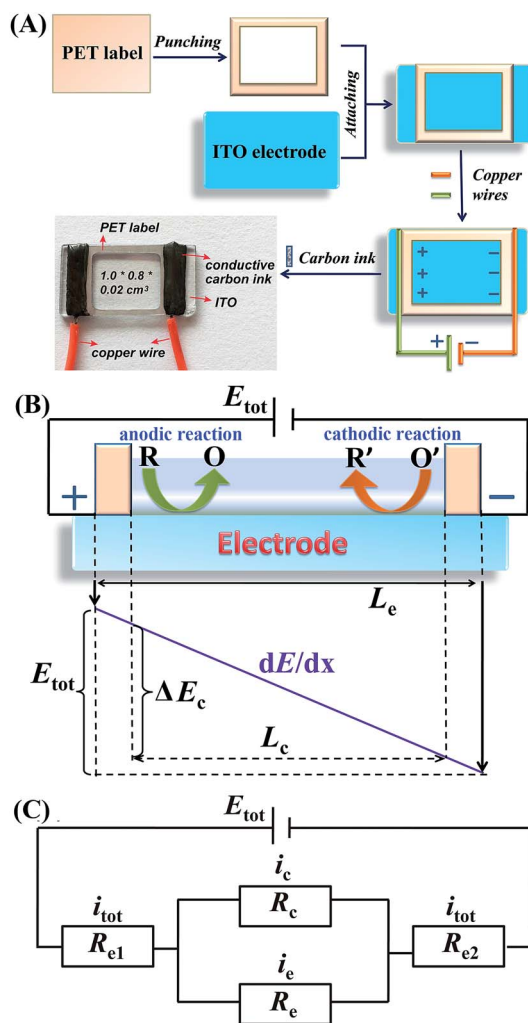 (A)
PET label
Punching
ITO electrode
Attaching
Copper
wires
+ −
+ −
+ −
+ −
Carbon ink
PET label
1.0 * 0.8 *
0.02 cm³
conductive
carbon ink
ITO
copper wire
(B)
E_tot
anodic reaction
cathodic reaction
R O R' O'
+ −
Electrode
L_e
dE/dx
E_tot
ΔE_c
L_c
(C)
E_tot
i_c
i_tot
R_c
i_tot
R_e1
i_e
R_e2
R_e